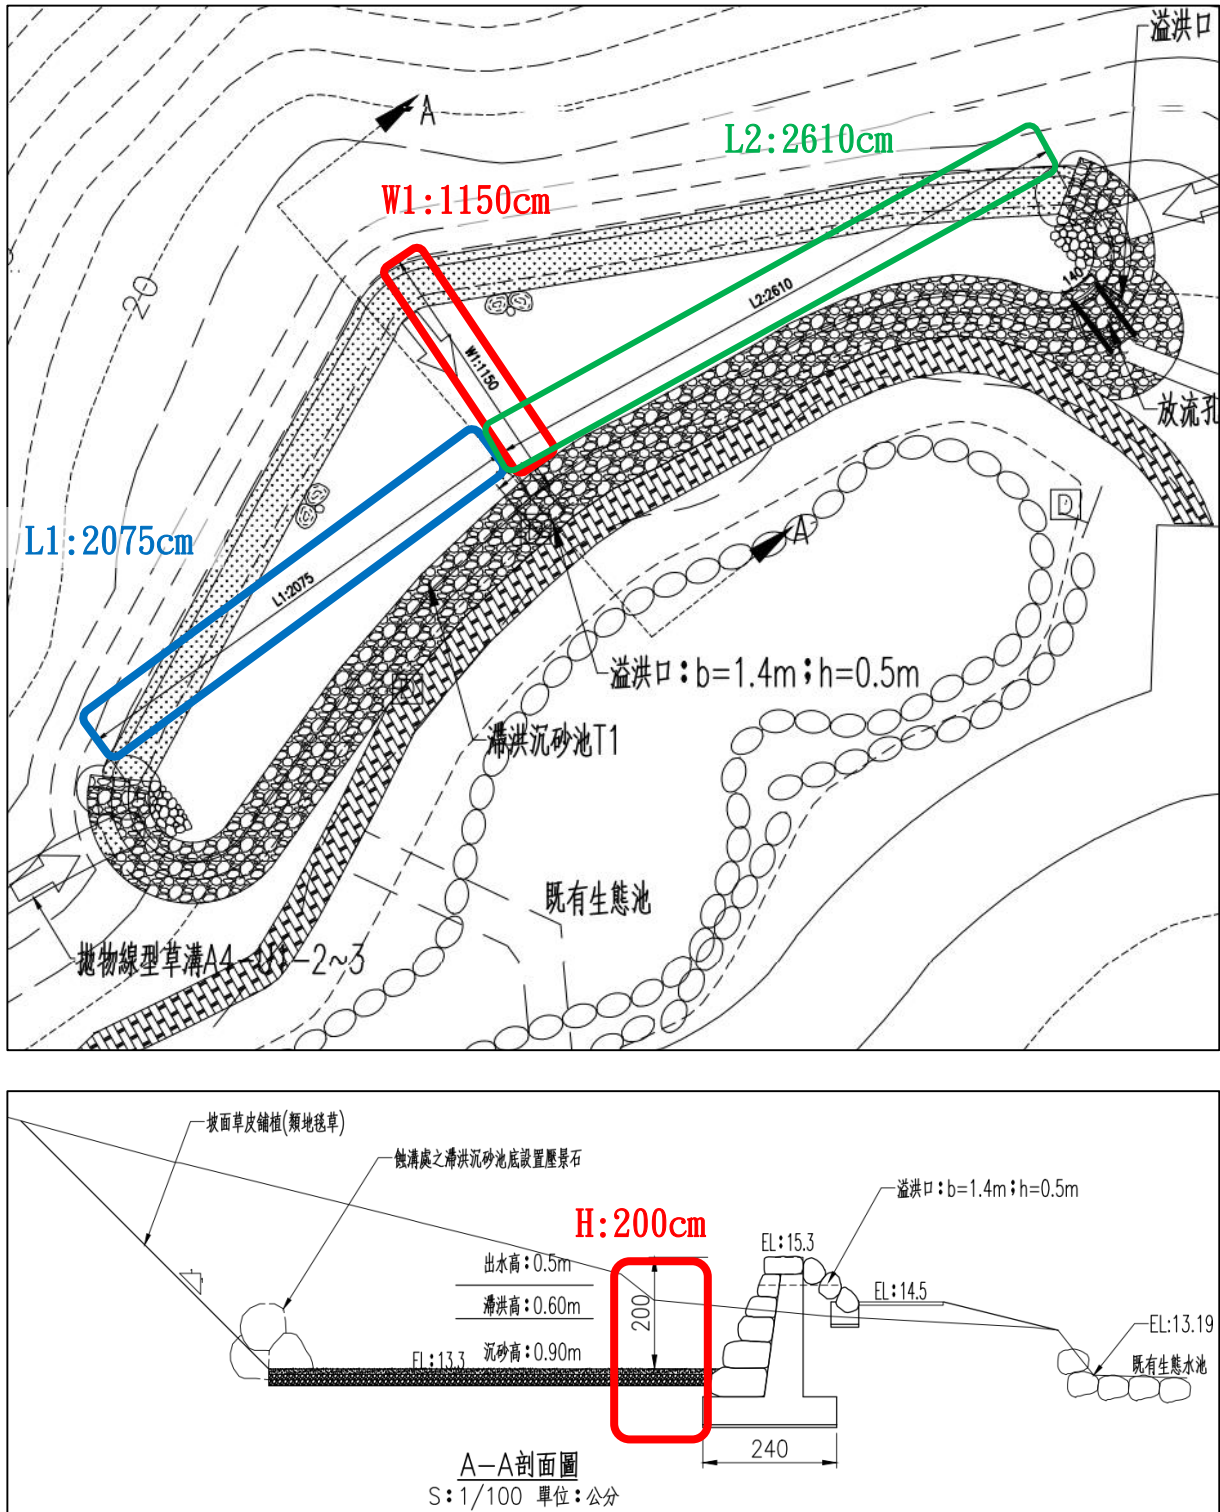 溢洪口
A
L2:2610cm
W1:1150cm
20
140
L2:2610
W1:1150
放流孔
D
L1:2075cm
A
L1:2075
溢洪口：b=1.4m；h=0.5m
滯洪沉砂池T1
既有生態池
拋物線型草溝A4-01-2~3
坡面草皮舖植(類地毯草)
蝕溝處之滯洪沉砂池底設置壓景石
溢洪口：b=1.4m；h=0.5m
H:200cm
EL:15.3
出水高：0.5m
EL:14.5
滯洪高：0.60m
200
EL:13.19
沉砂高：0.90m
EL:13.3
既有生態水池
240
A-A剖面圖
S:1/100 單位：公分